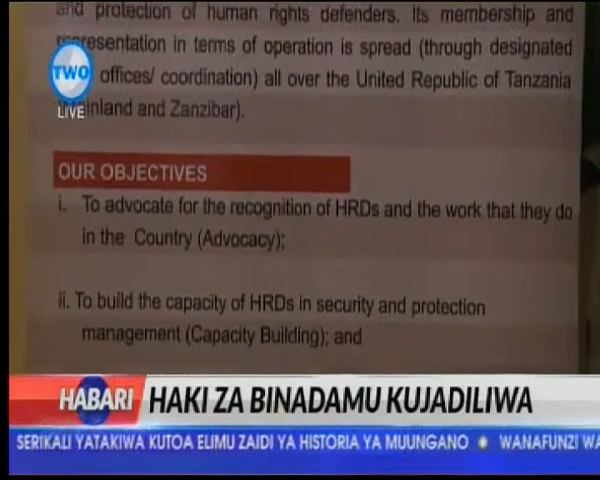 and protection of human rights defenders. Its membership and
representation in terms of operation is spread (through designated
offices/ coordination) all over the United Republic of Tanzania
and Zanzibar).
TWO
LIVE
OUR OBJECTIVES
i. To advocate for the recognition of HRDs and the work that they do
in the Country (Advocacy);
ii. To build the capacity of HRDs in security and protection
management (Capacity Building); and
HABARI HAKI ZA BINADAMU KUJADILIWA
SERIKALI YATAKIWA KUTOA ELIMU ZAIDI YA HISTORIA YA MUUNGANO WANAFUNZI WA